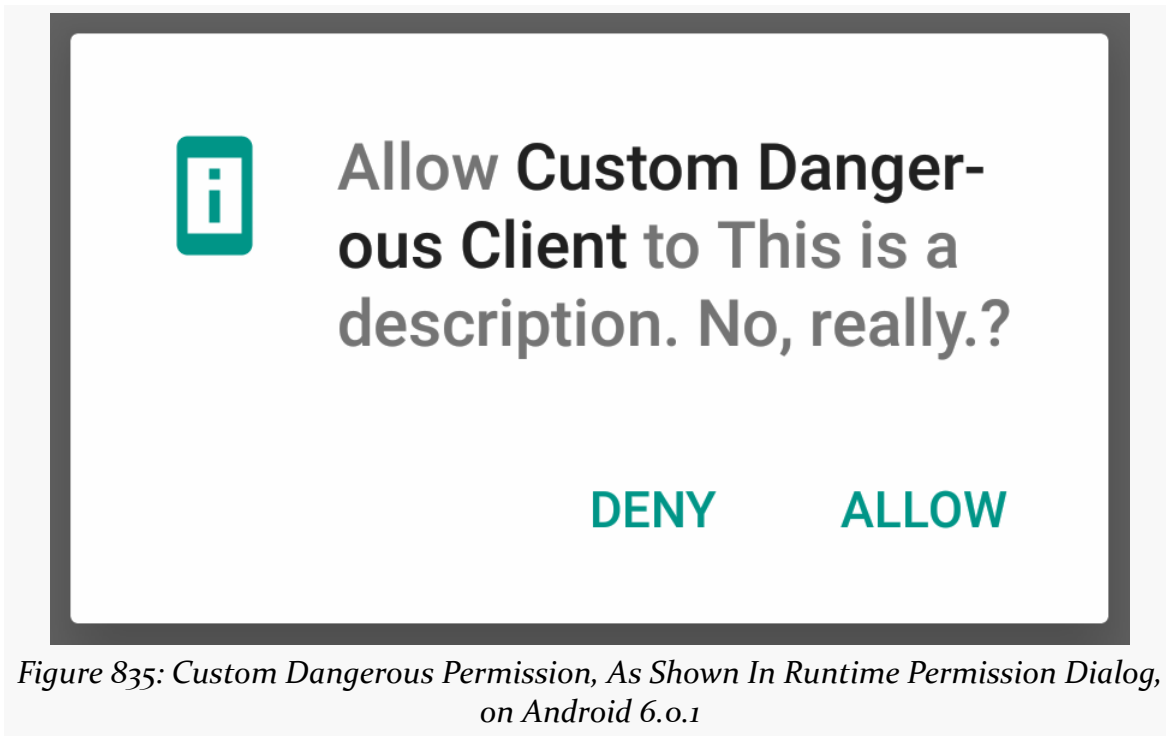 Allow Custom Danger-
ous Client to This is a
description. No, really.?
DENY ALLOW
Figure 835: Custom Dangerous Permission, As Shown In Runtime Permission Dialog,
on Android 6.0.1